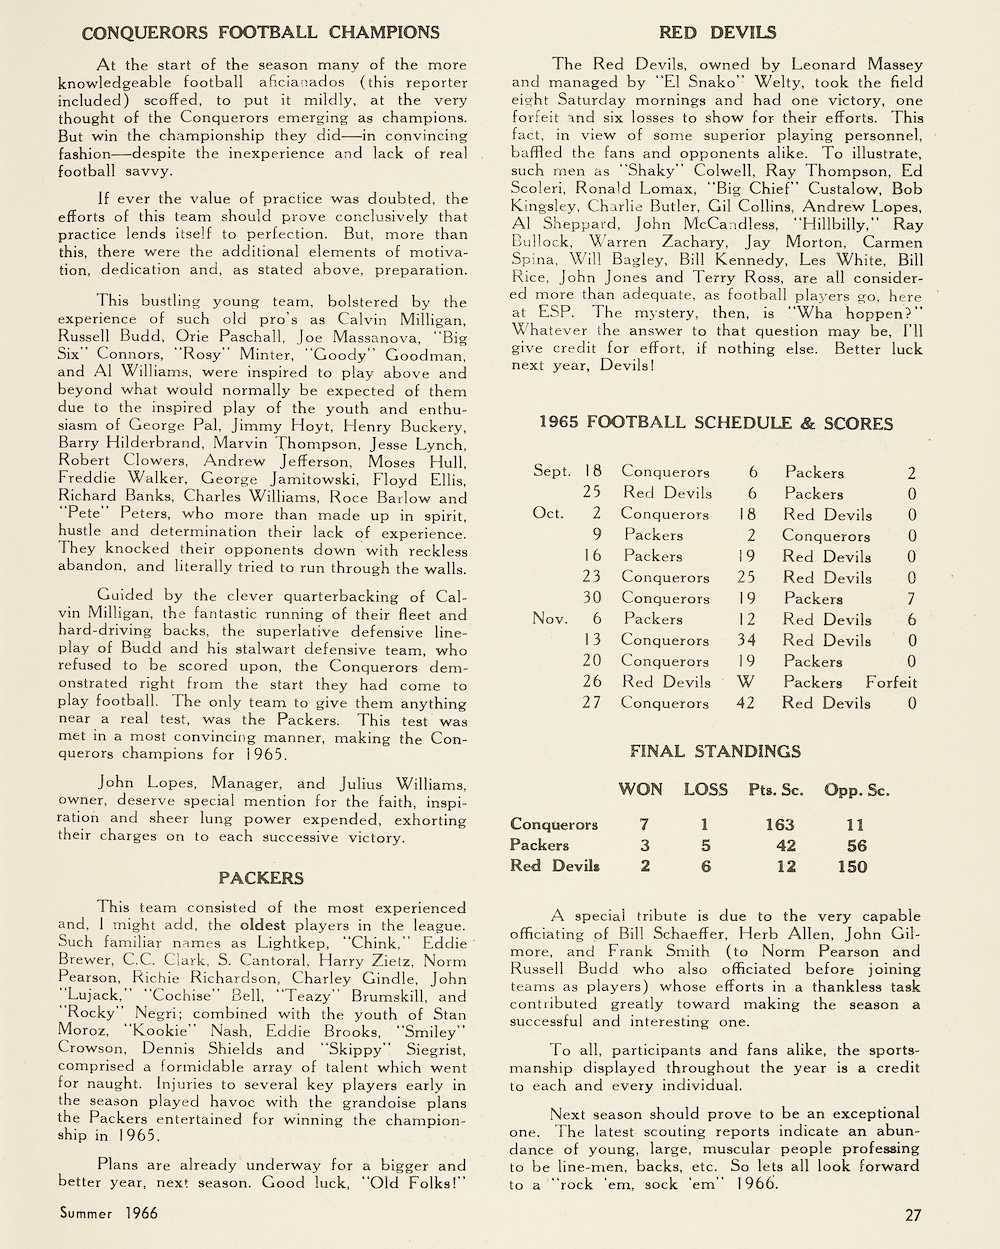 CONQUERORS FOOTBALL CHAMPIONS
At the start of the season many of the more
knowledgeable football aficianados (this reporter
included) scoffed, to put it mildly, at the very
thought of the Conquerors emerging as champions.
But win the championship they did—in convincing
fashion—despite the inexperience and lack of real
football savvy.
If ever the value of practice was doubted, the
efforts of this team should prove conclusively that
practice lends itself to perfection. But, more than
this, there were the additional elements of motiva-
tion, dedication and, as stated above, preparation.
This bustling young team, bolstered by the
experience of such old pro's as Calvin Milligan,
Russell Budd, Orie Paschall, Joe Massanova, "Big
Six" Connors, "Rosy" Minter, "Goody" Goodman,
and Al Williams, were inspired to play above and
beyond what would normally be expected of them
due to the inspired play of the youth and enthu-
siasm of George Pal, Jimmy Hoyt, Henry Buckery,
Barry Hilderbrand, Marvin Thompson, Jesse Lynch,
Robert Clowers, Andrew Jefferson, Moses Hull,
Freddie Walker, George Jamitowski, Floyd Ellis,
Richard Banks, Charles Williams, Roce Barlow and
"Pete" Peters, who more than made up in spirit,
hustle and determination their lack of experience.
They knocked their opponents down with reckless
abandon, and literally tried to run through the walls.
Guided by the clever quarterbacking of Cal-
vin Milligan, the fantastic running of their fleet and
hard-driving backs, the superlative defensive line-
play of Budd and his stalwart defensive team, who
refused to be scored upon, the Conquerors dem-
onstrated right from the start they had come to
play football. The only team to give them anything
near a real test, was the Packers. This test was
met in a most convincing manner, making the Con-
querors champions for 1965.
John Lopes, Manager, and Julius Williams,
owner, deserve special mention for the faith, inspi-
ration and sheer lung power expended, exhorting
their charges on to each successive victory.
PACKERS
This team consisted of the most experienced
and, I might add, the oldest players in the league.
Such familiar names as Lightkep, "Chink," Eddie
Brewer, C.C. Clark, S. Cantoral, Harry Zietz, Norm
Pearson, Richie Richardson, Charley Gindle, John
"Lujack," "Cochise" Bell, "Teazy" Brumskill, and
"Rocky" Negri; combined with the youth of Stan
Moroz, "Kookie" Nash, Eddie Brooks, "Smiley"
Crowson, Dennis Shields and "Skippy" Siegrist,
comprised a formidable array of talent which went
for naught. Injuries to several key players early in
the season played havoc with the grandoise plans
the Packers entertained for winning the champion-
ship in 1965.
Plans are already underway for a bigger and
better year, next season. Good luck, "Old Folks!"
RED DEVILS
The Red Devils, owned by Leonard Massey
and managed by "El Snako" Welty, took the field
eight Saturday mornings and had one victory, one
forfeit and six losses to show for their efforts. This
fact, in view of some superior playing personnel,
baffled the fans and opponents alike. To illustrate,
such men as "Shaky" Colwell, Ray Thompson, Ed
Scoleri, Ronald Lomax, "Big Chief" Custalow, Bob
Kingsley, Charlie Butler, Gil Collins, Andrew Lopes,
Al Sheppard, John McCandless, "Hillbilly," Ray
Bullock, Warren Zachary, Jay Morton, Carmen
Spina, Will Bagley, Bill Kennedy, Les White, Bill
Rice, John Jones and Terry Ross, are all consider-
ed more than adequate, as football players go, here
at ESP. The mystery, then, is "Wha hoppen?"
Whatever the answer to that question may be, I'll
give credit for effort, if nothing else. Better luck
next year, Devils!
1965 FOOTBALL SCHEDULE & SCORES
Sept. 18 Conquerors 6 Packers 2
25 Red Devils 6 Packers 0
Oct. 2 Conquerors 18 Red Devils 0
9 Packers 2 Conquerors 0
16 Packers 19 Red Devils 0
23 Conquerors 25 Red Devils 0
30 Conquerors 19 Packers 7
Nov. 6 Packers 12 Red Devils 6
13 Conquerors 34 Red Devils 0
20 Conquerors 19 Packers 0
26 Red Devils W Packers Forfeit
27 Conquerors 42 Red Devils 0
FINAL STANDINGS
WON LOSS Pts. Sc. Opp. Sc.
Conquerors 7 1 163 11
Packers 3 5 42 56
Red Devils 2 6 12 150
A special tribute is due to the very capable
officiating of Bill Schaeffer, Herb Allen, John Gil-
more, and Frank Smith (to Norm Pearson and
Russell Budd who also officiated before joining
teams as players) whose efforts in a thankless task
contributed greatly toward making the season a
successful and interesting one.
To all, participants and fans alike, the sports-
manship displayed throughout the year is a credit
to each and every individual.
Next season should prove to be an exceptional
one. The latest scouting reports indicate an abun-
dance of young, large, muscular people professing
to be line-men, backs, etc. So lets all look forward
to a "rock 'em, sock 'em" 1966.
Summer 1966
27